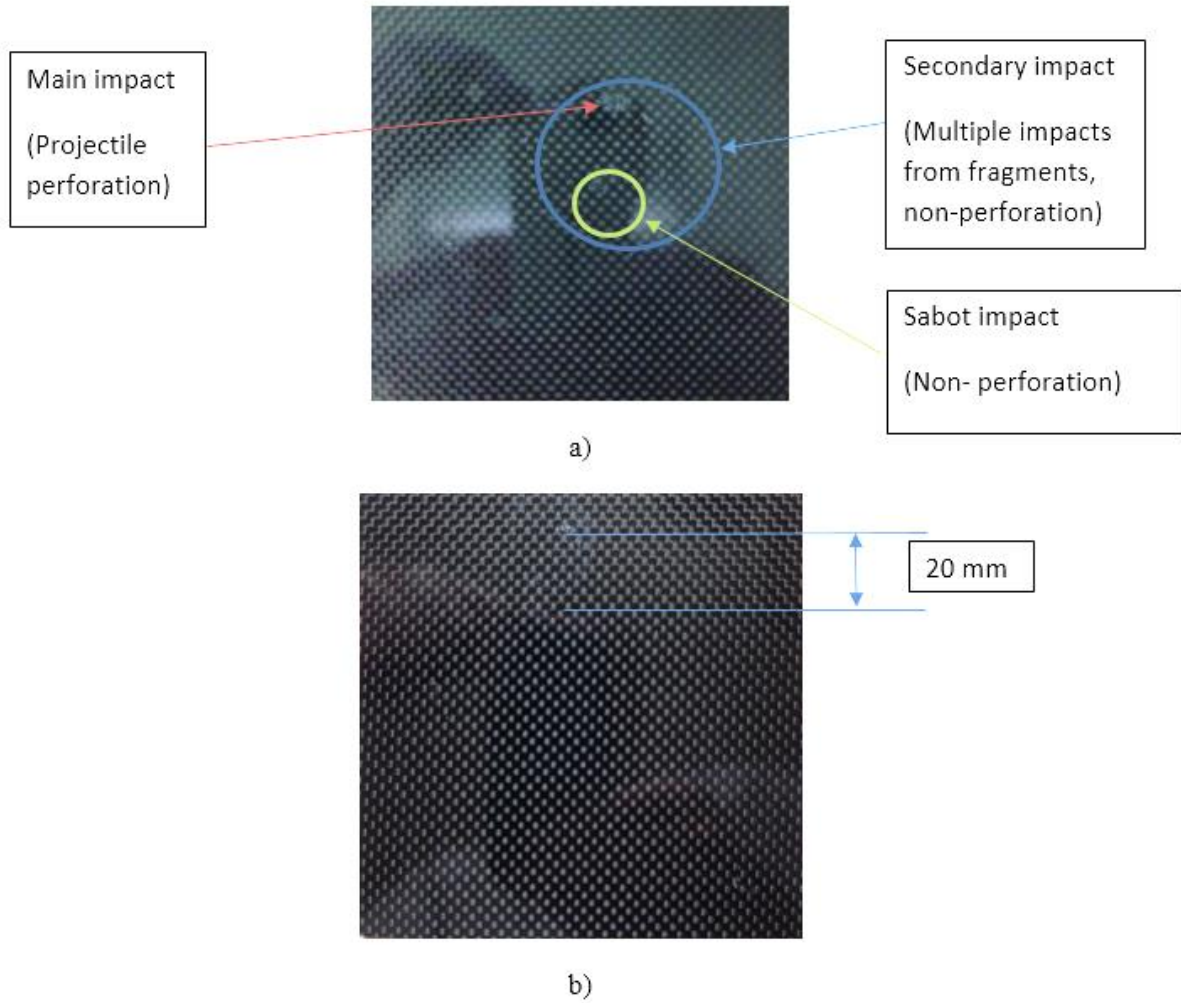 Main impact
(Projectile
perforation)
Secondary impact
(Multiple impacts
from fragments,
non-perforation)
Sabot impact
(Non- perforation)
a)
20 mm
b)